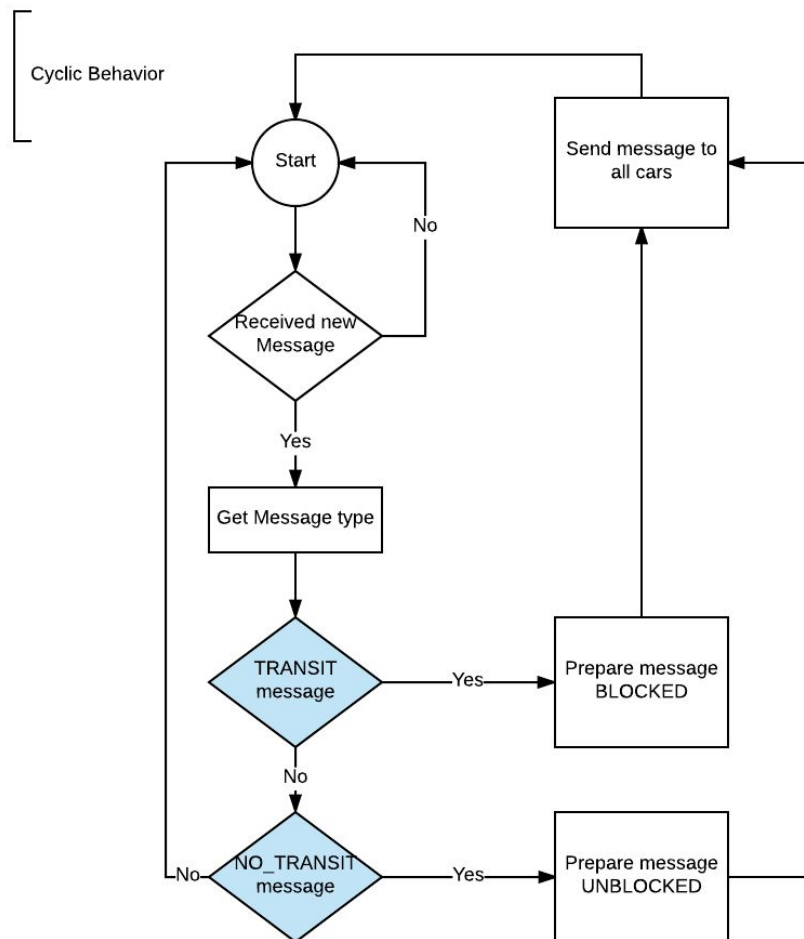 Cyclic Behavior
Start
Send message to
all cars
No
Received new
Message
Yes
Get Message type
TRANSIT
message
Yes
Prepare message
BLOCKED
No
No
NO_TRANSIT
message
Yes
Prepare message
UNBLOCKED